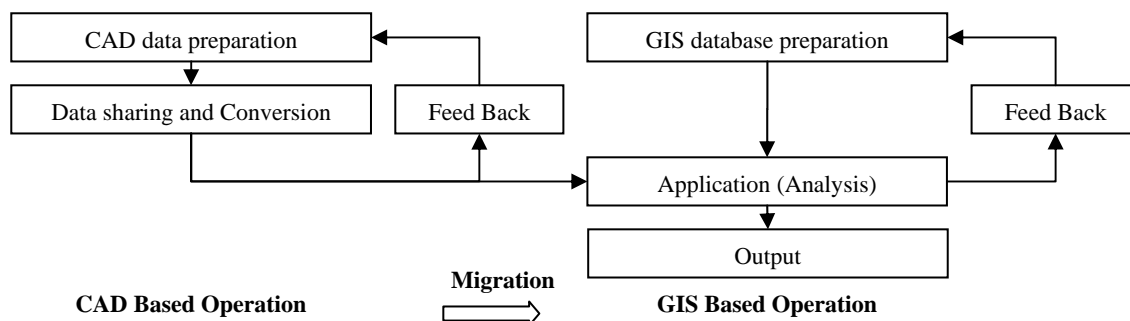 CAD data preparation
GIS database preparation
Data sharing and Conversion
Feed Back
Feed Back
Application (Analysis)
Output
Migration
CAD Based Operation
GIS Based Operation